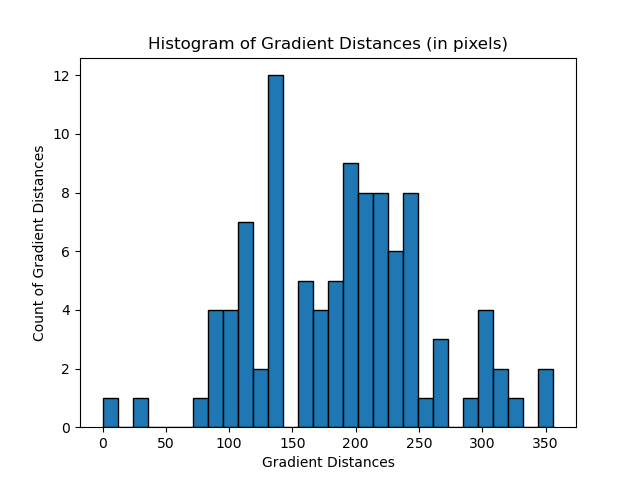 Histogram of Gradient Distances (in pixels)
12
10
8
6
4
2
0
Count of Gradient Distances
0 50 100 150 200 250 300 350
Gradient Distances